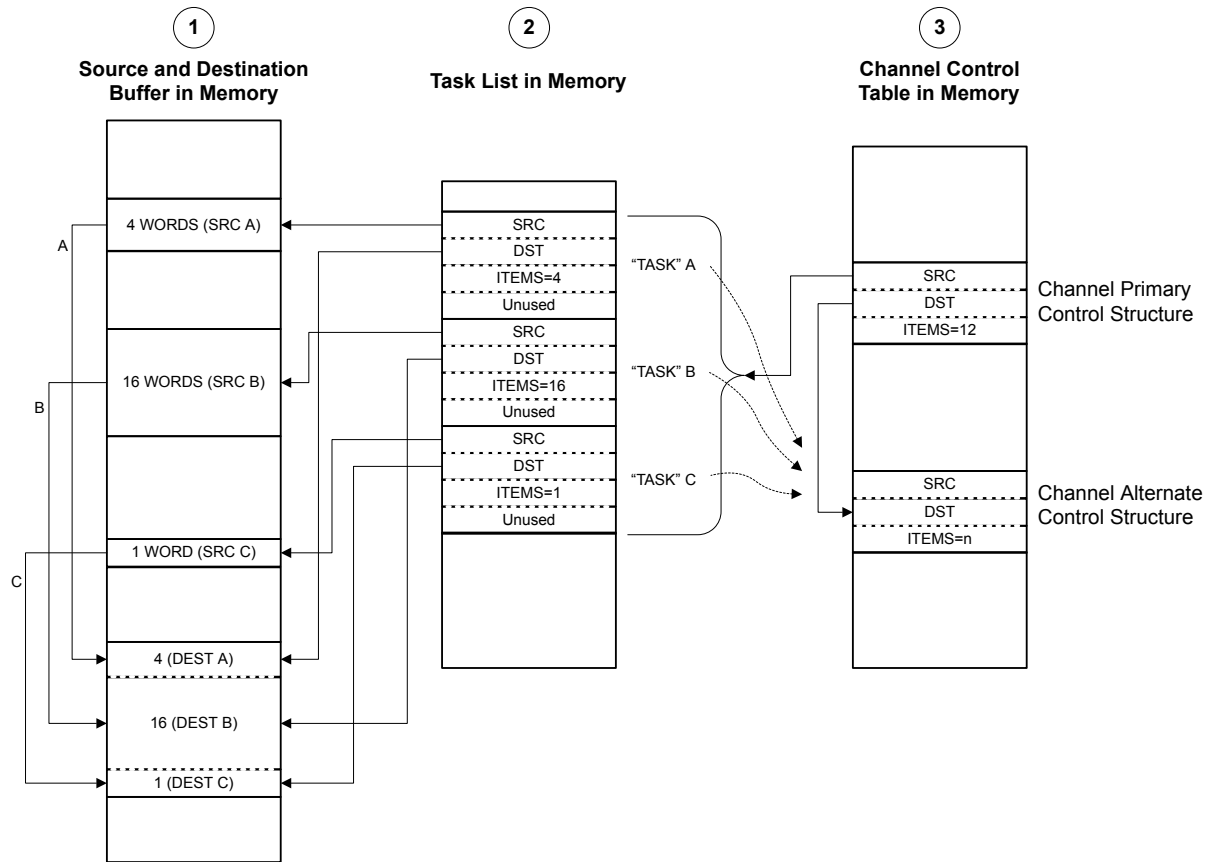 1
Source and Destination
Buffer in Memory
2
Task List in Memory
3
Channel Control
Table in Memory
4 WORDS (SRC A)
A
16 WORDS (SRC B)
B
1 WORD (SRC C)
C
4 (DEST A)
16 (DEST B)
1 (DEST C)
SRC
DST
ITEMS=4
Unused
SRC
DST
ITEMS=16
Unused
SRC
DST
ITEMS=1
Unused
“TASK” A
“TASK” B
“TASK” C
SRC
DST
ITEMS=12
Channel Primary
Control Structure
SRC
DST
ITEMS=n
Channel Alternate
Control Structure